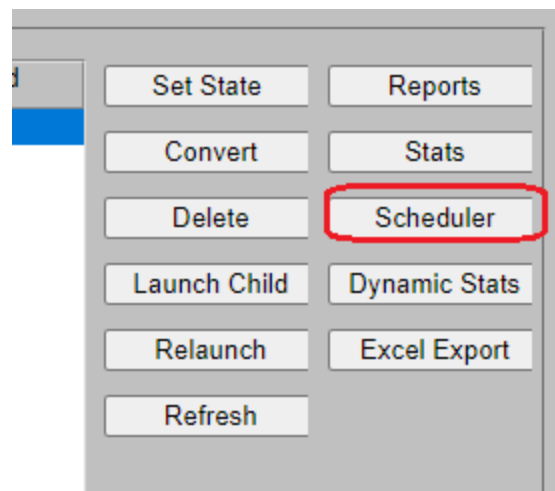 Set State Reports
Convert Stats
Delete Scheduler
Launch Child Dynamic Stats
Relaunch Excel Export
Refresh